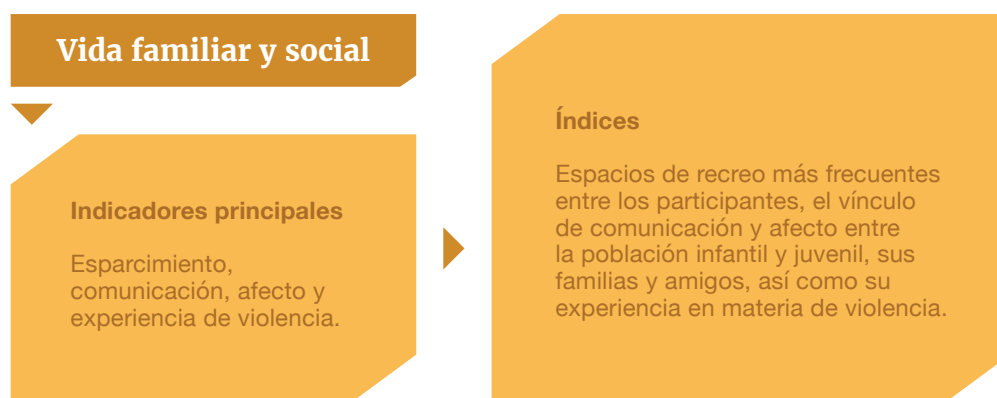 Vida familiar y social
Indicadores principales
Esparcimiento,
comunicación, afecto y
experiencia de violencia.
Índices
Espacios de recreo más frecuentes
entre los participantes, el vínculo
de comunicación y afecto entre
la población infantil y juvenil, sus
familias y amigos, así como su
experiencia en materia de violencia.